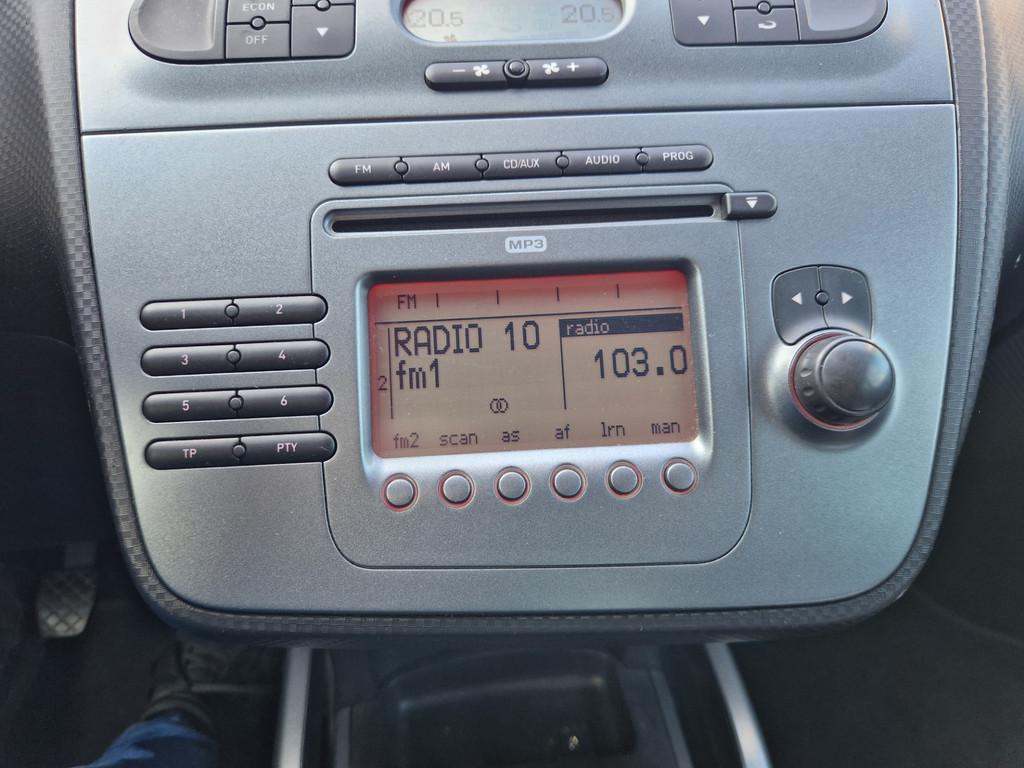 ECON
OFF
20.5 20.5
− +
FM AM CD/AUX AUDIO PROG
MP3
1 2
3 4
5 6
TP PTY
FM
RADIO 10 radio
fm1 103.0
2
fm2 scan as af lrn man